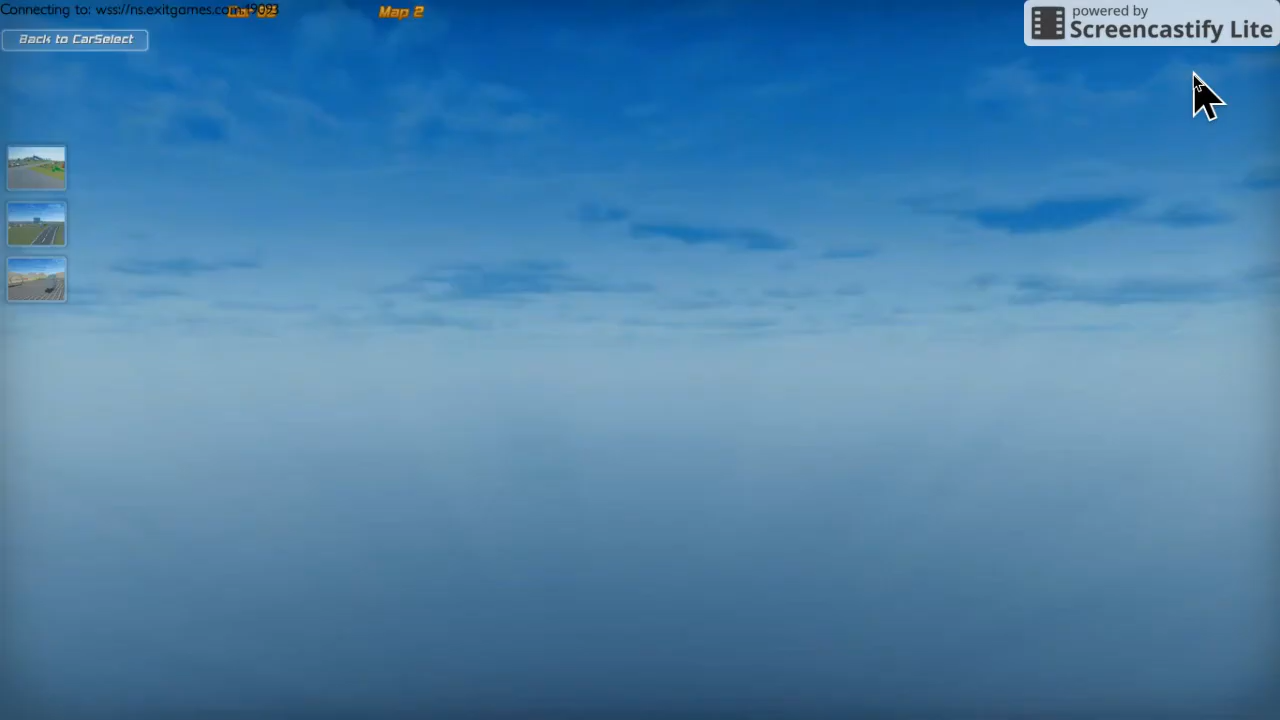 Connecting to: wss://ns.exitgames.com:19093
Map 2
Back to CarSelect
powered by
Screencastify Lite